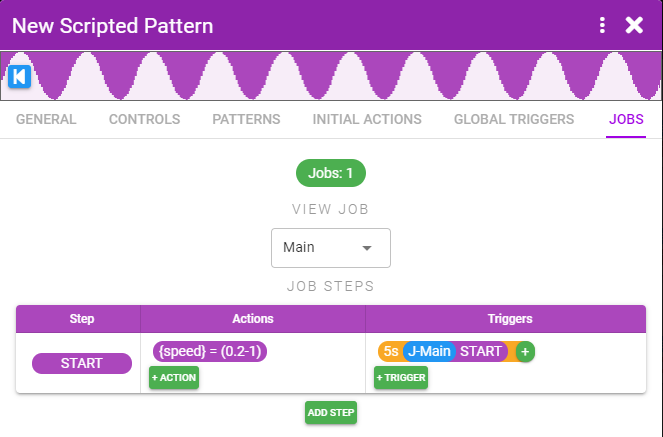 New Scripted Pattern
GENERAL CONTROLS PATTERNS INITIAL ACTIONS GLOBAL TRIGGERS JOBS
Jobs: 1
VIEW JOB
Main
JOB STEPS
Step Actions Triggers
START {speed} = (0.2-1) 5s J-Main START +
+ ACTION + TRIGGER
ADD STEP